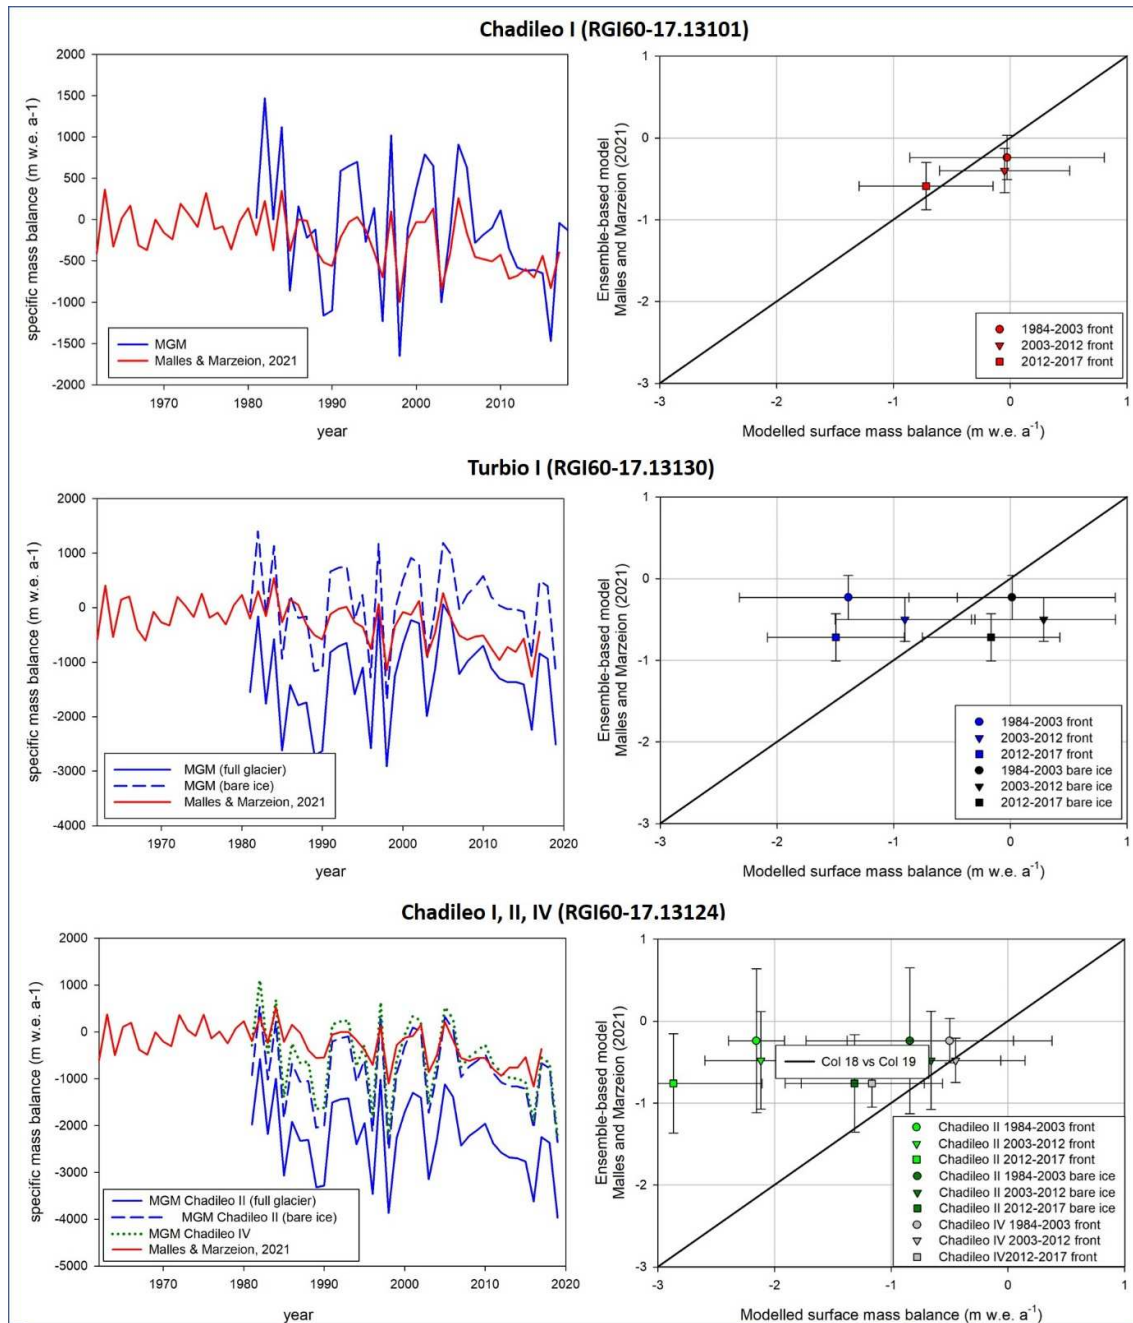 Chadileo I (RGI60-17.13101)
specific mass balance (m w.e. a-1)
2000
1500
1000
500
0
-500
-1000
-1500
-2000
MGM
Malles & Marzeion, 2021
1970
1980
1990
2000
2010
year
Ensemble-based model
Malles and Marzeion (2021)
1
0
-1
-2
-3
1984-2003 front
2003-2012 front
2012-2017 front
-3
-2
-1
0
1
Modelled surface mass balance (m w.e. a⁻¹)
Turbio I (RGI60-17.13130)
specific mass balance (m w.e. a-1)
2000
1000
0
-1000
-2000
-3000
-4000
MGM (full glacier)
MGM (bare ice)
Malles & Marzeion, 2021
1970
1980
1990
2000
2010
2020
year
Ensemble-based model
Malles and Marzeion (2021)
1
0
-1
-2
-3
1984-2003 front
2003-2012 front
2012-2017 front
1984-2003 bare ice
2003-2012 bare ice
2012-2017 bare ice
-3
-2
-1
0
1
Modelled surface mass balance (m w.e. a⁻¹)
Chadileo I, II, IV (RGI60-17.13124)
specific mass balance (m w.e. a-1)
2000
1000
0
-1000
-2000
-3000
-4000
-5000
MGM Chadileo II (full glacier)
MGM Chadileo II (bare ice)
MGM Chadileo IV
Malles & Marzeion, 2021
1970
1980
1990
2000
2010
2020
year
Ensemble-based model
Malles and Marzeion (2021)
1
0
-1
-2
-3
Col 18 vs Col 19
Chadileo II 1984-2003 front
Chadileo II 2003-2012 front
Chadileo II 2012-2017 front
Chadileo II 1984-2003 bare ice
Chadileo II 2003-2012 bare ice
Chadileo II 2012-2017 bare ice
Chadileo IV 1984-2003 front
Chadileo IV 2003-2012 front
Chadileo IV2012-2017 front
-3
-2
-1
0
1
Modelled surface mass balance (m w.e. a⁻¹)